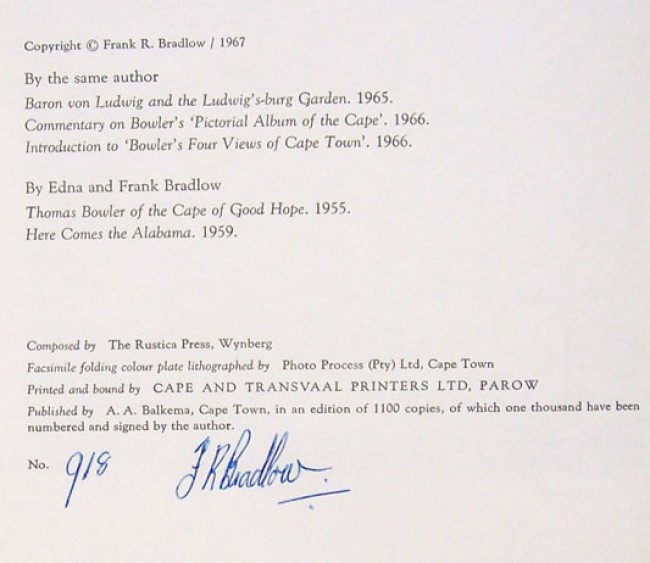 Copyright © Frank R. Bradlow / 1967
By the same author
Baron von Ludwig and the Ludwig's-burg Garden. 1965.
Commentary on Bowler's 'Pictorial Album of the Cape'. 1966.
Introduction to 'Bowler's Four Views of Cape Town'. 1966.
By Edna and Frank Bradlow
Thomas Bowler of the Cape of Good Hope. 1955.
Here Comes the Alabama. 1959.
Composed by The Rustica Press, Wynberg
Facsimile folding colour plate lithographed by Photo Process (Pty) Ltd, Cape Town
Printed and bound by CAPE AND TRANSVAAL PRINTERS LTD, PAROW
Published by A. A. Balkema, Cape Town, in an edition of 1100 copies, of which one thousand have been
numbered and signed by the author.
No. 918 F R Bradlow